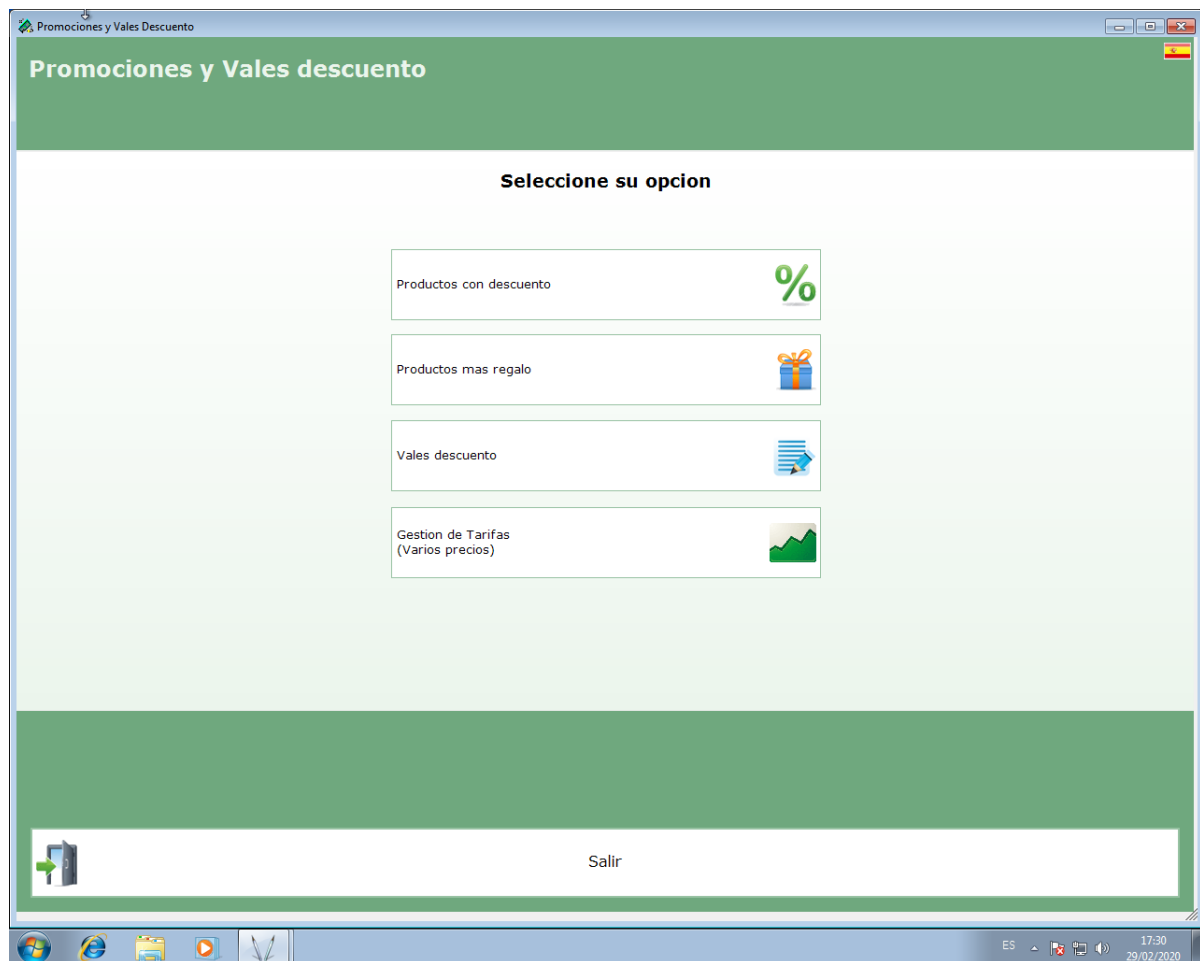 Promociones y Vales Descuento
Promociones y Vales descuento
Seleccione su opcion
Productos con descuento
%
Productos mas regalo
Vales descuento
Gestion de Tarifas
(Varios precios)
Salir
ES
17:30
29/02/2020